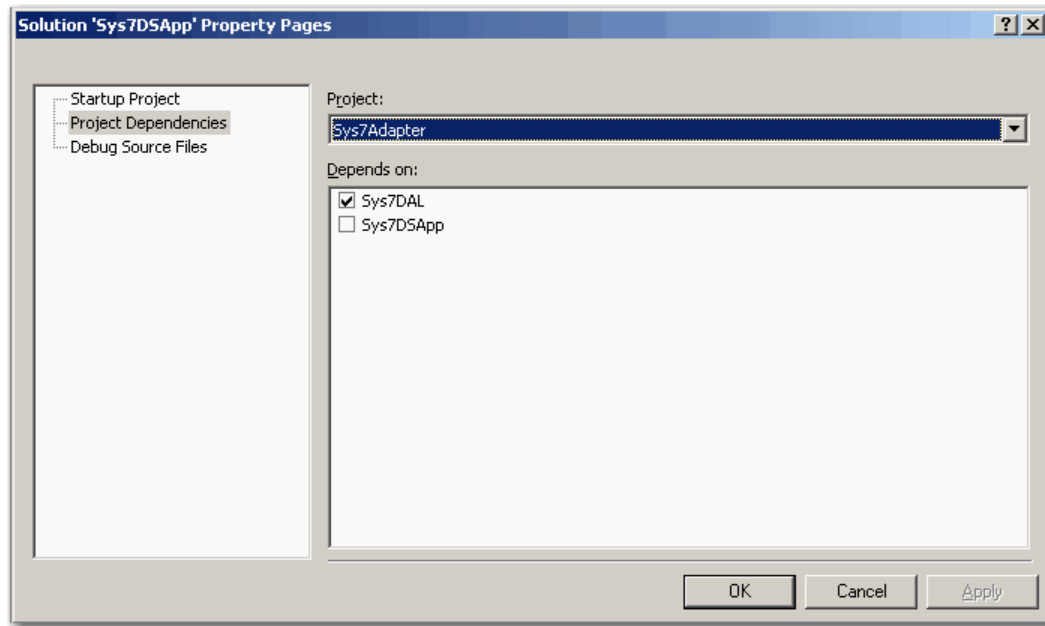 Solution 'Sys7DSApp' Property Pages
Startup Project
Project Dependencies
Debug Source Files
Project:
Sys7Adapter
Depends on:
Sys7DAL
Sys7DSApp
OK Cancel Apply